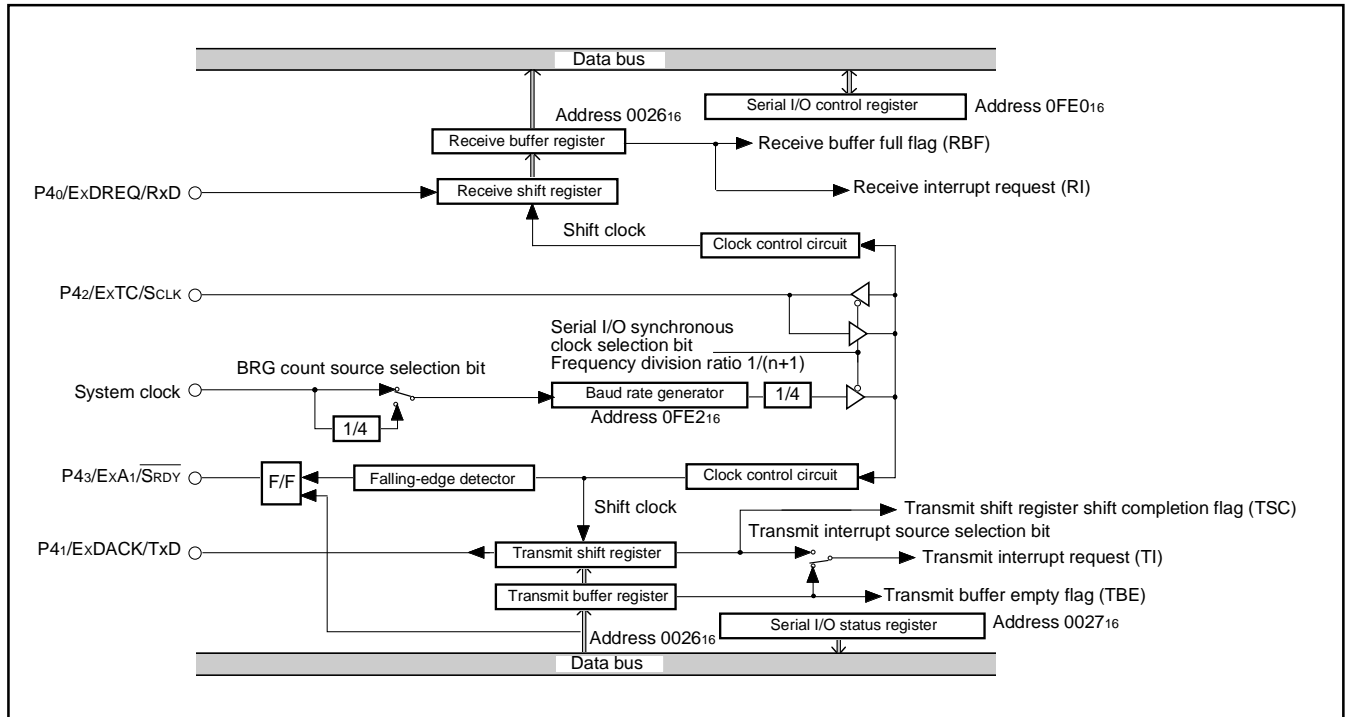 Data bus
Serial I/O control register
Address 0FE016
Address 002616
Receive buffer register
Receive buffer full flag (RBF)
P40/EXDREQ/RXD
Receive shift register
Receive interrupt request (RI)
Shift clock
Clock control circuit
P42/EXTC/SCLK
Serial I/O synchronous
clock selection bit
Frequency division ratio 1/(n+1)
BRG count source selection bit
System clock
Baud rate generator
1/4
Address 0FE216
1/4
P43/EXA1/SRDY
F/F
Falling-edge detector
Clock control circuit
Shift clock
Transmit shift register shift completion flag (TSC)
Transmit interrupt source selection bit
P41/EXDACK/TXD
Transmit shift register
Transmit interrupt request (TI)
Transmit buffer register
Transmit buffer empty flag (TBE)
Address 002616
Serial I/O status register
Address 002716
Data bus